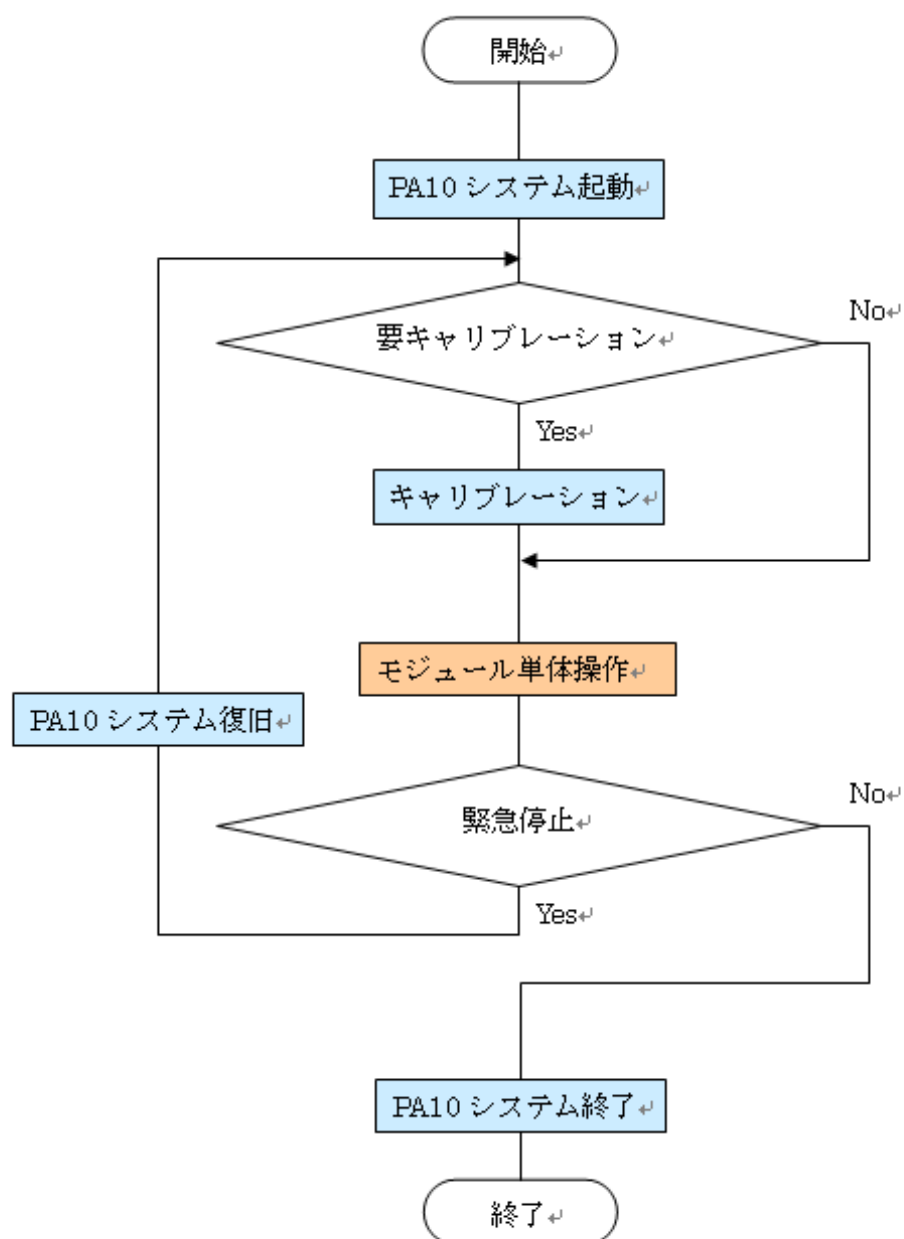 開始
PA10 システム起動
要キャリブレーション
No
Yes
キャリブレーション
モジュール単体操作
PA10 システム復旧
緊急停止
No
Yes
PA10 システム終了
終了